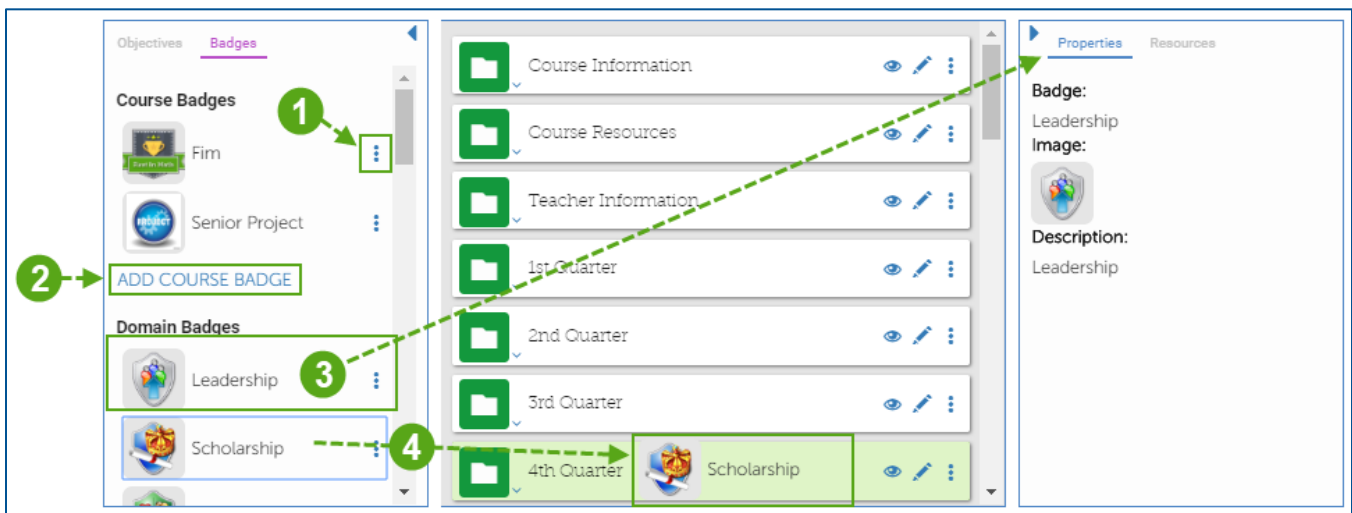 Objectives Badges
Course Badges
1
Firn
Senior Project
2
ADD COURSE BADGE
Domain Badges
Leadership
3
Scholarship
4
Course Information
Course Resources
Teacher Information
1st Quarter
2nd Quarter
3rd Quarter
4th Quarter
Scholarship
Properties Resources
Badge:
Leadership
Image:
Description:
Leadership